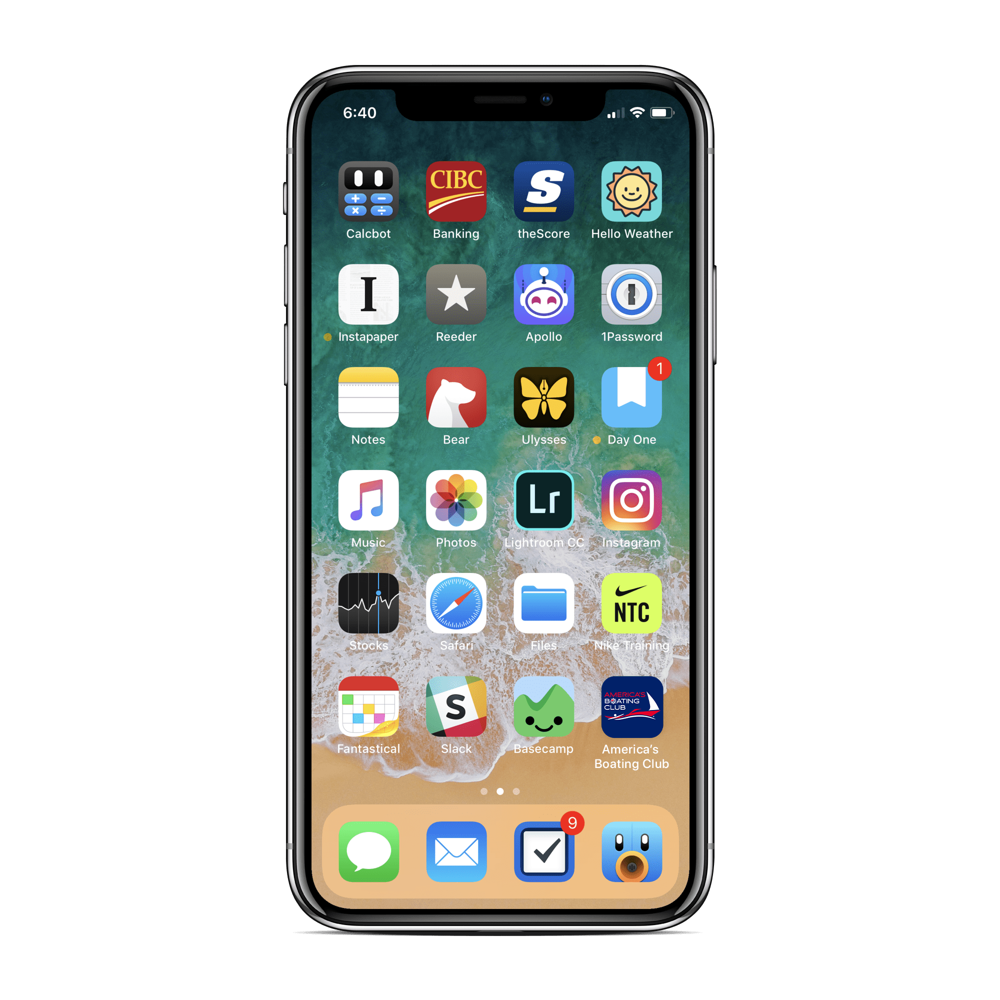 6:40
CIBC
S
Calcbot
Banking
theScore
Hello Weather
I
Instapaper
Reeder
Apollo
1Password
1
Notes
Bear
Ulysses
Day One
Lr
Music
Photos
Lightroom CC
Instagram
NTC
Stocks
Safari
Files
Nike Training
S
AMERICA'S
BOATING
CLUB
Fantastical
Slack
Basecamp
America's
Boating Club
9